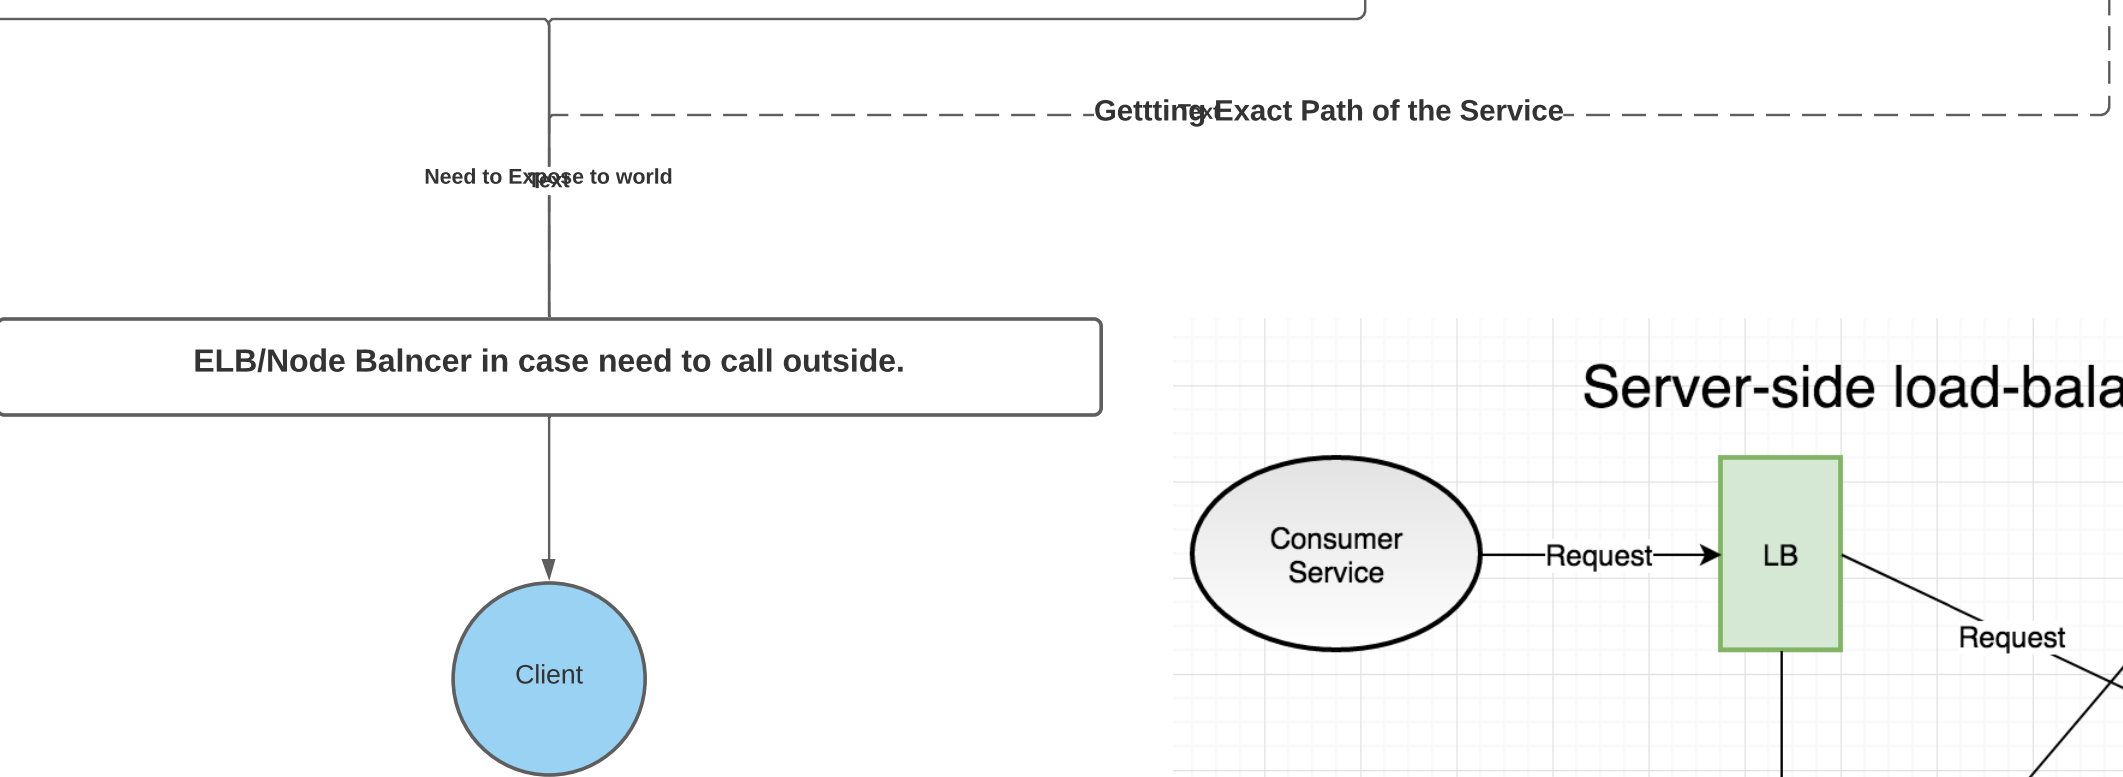 Gettting Exact Path of the Service
Text
Need to Expose to world
Text
ELB/Node Balncer in case need to call outside.
Server-side load-bala
Consumer
Service
Request
LB
Request
Client